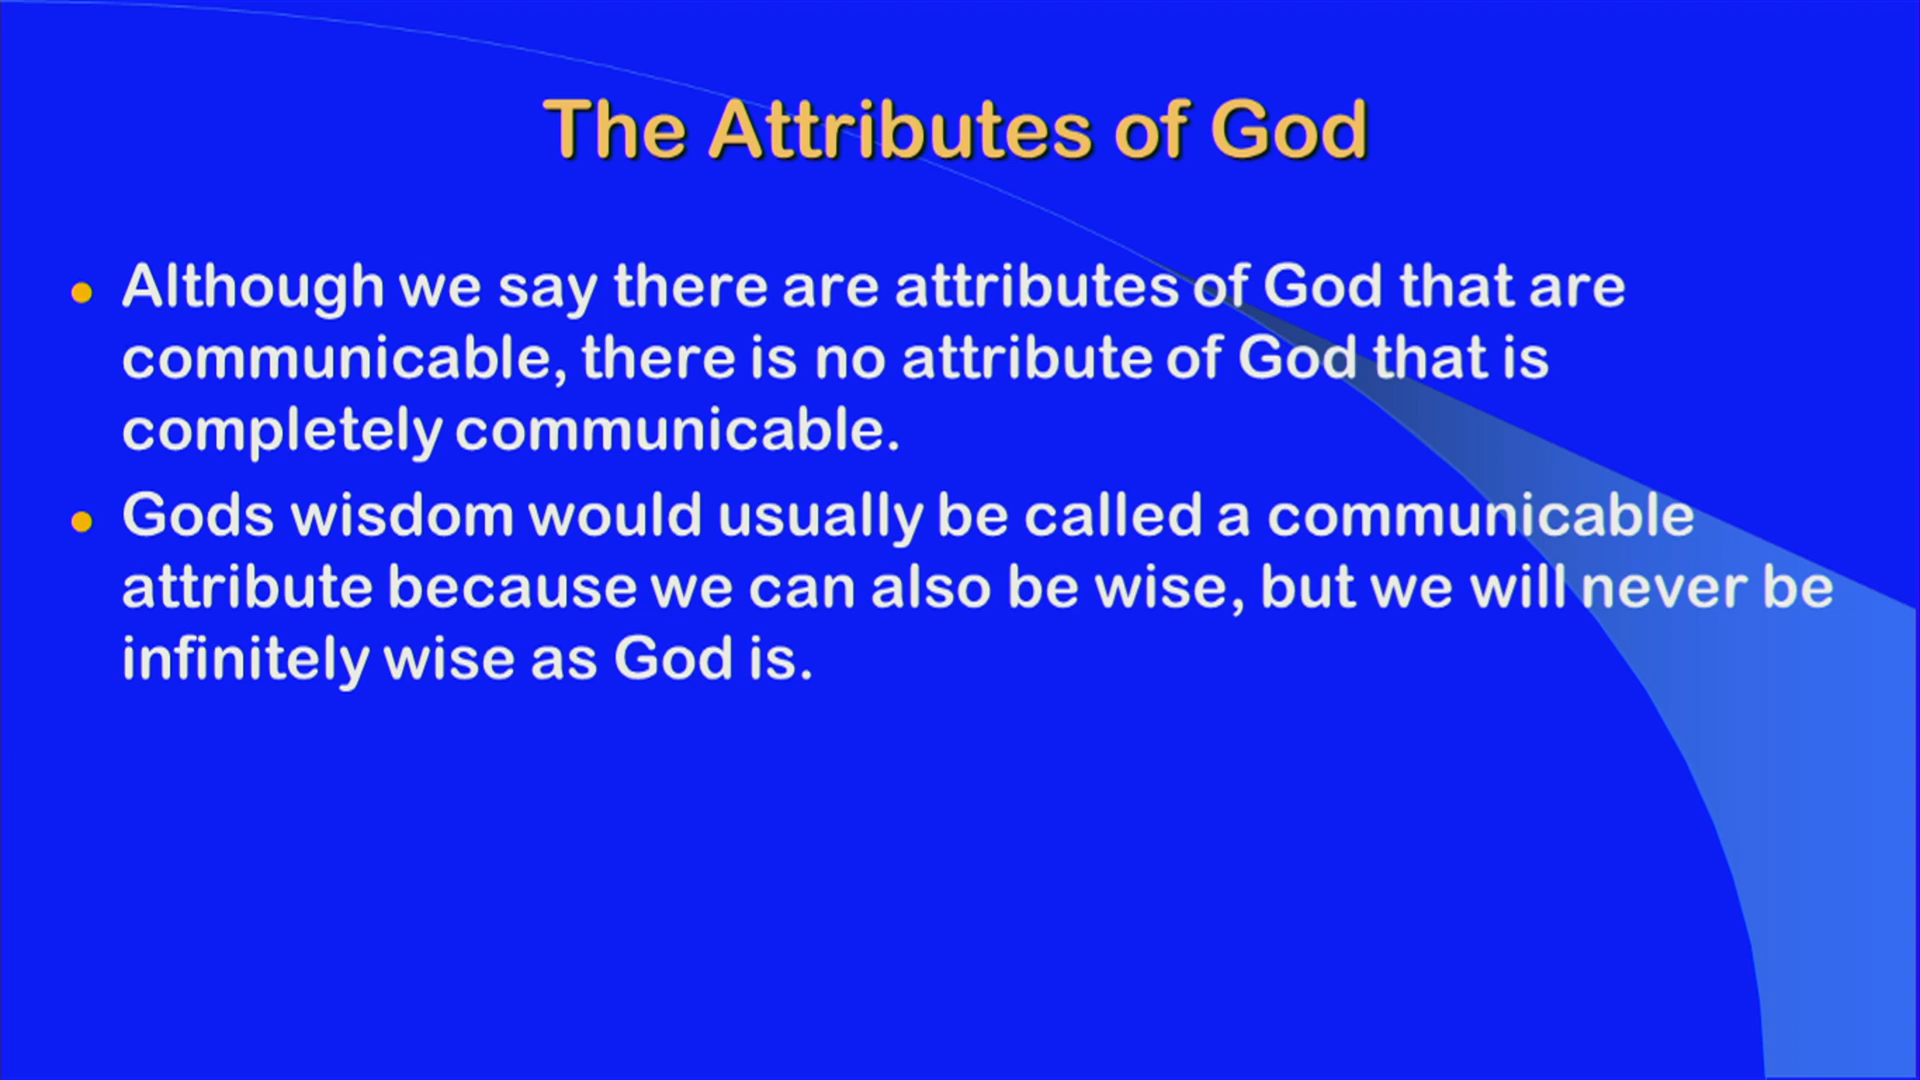 The Attributes of God
• Although we say there are attributes of God that are
communicable, there is no attribute of God that is
completely communicable.
• Gods wisdom would usually be called a communicable
attribute because we can also be wise, but we will never be
infinitely wise as God is.